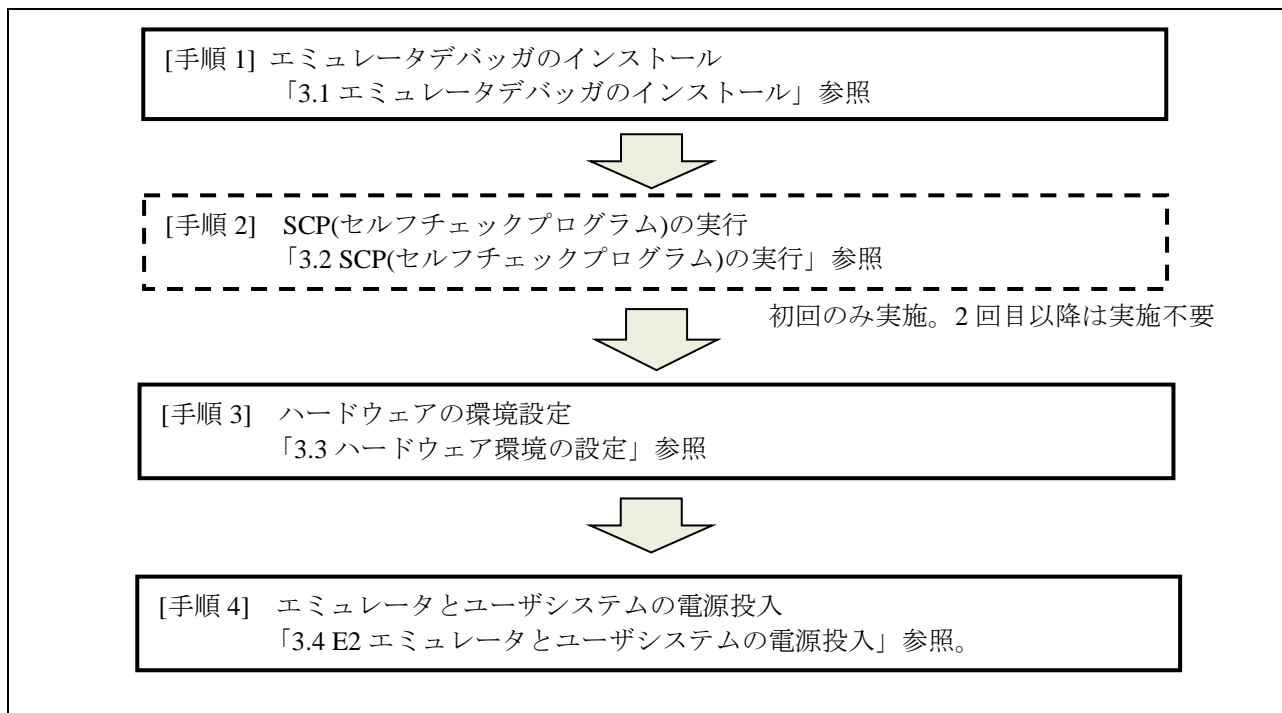 [手順 1] エミュレータデバッガのインストール
「3.1 エミュレータデバッガのインストール」参照
[手順 2] SCP(セルフチェックプログラム)の実行
「3.2 SCP(セルフチェックプログラム)の実行」参照
初回のみ実施。2 回目以降は実施不要
[手順 3] ハードウェアの環境設定
「3.3 ハードウェア環境の設定」参照
[手順 4] エミュレータとユーザシステムの電源投入
「3.4 E2 エミュレータとユーザシステムの電源投入」参照。